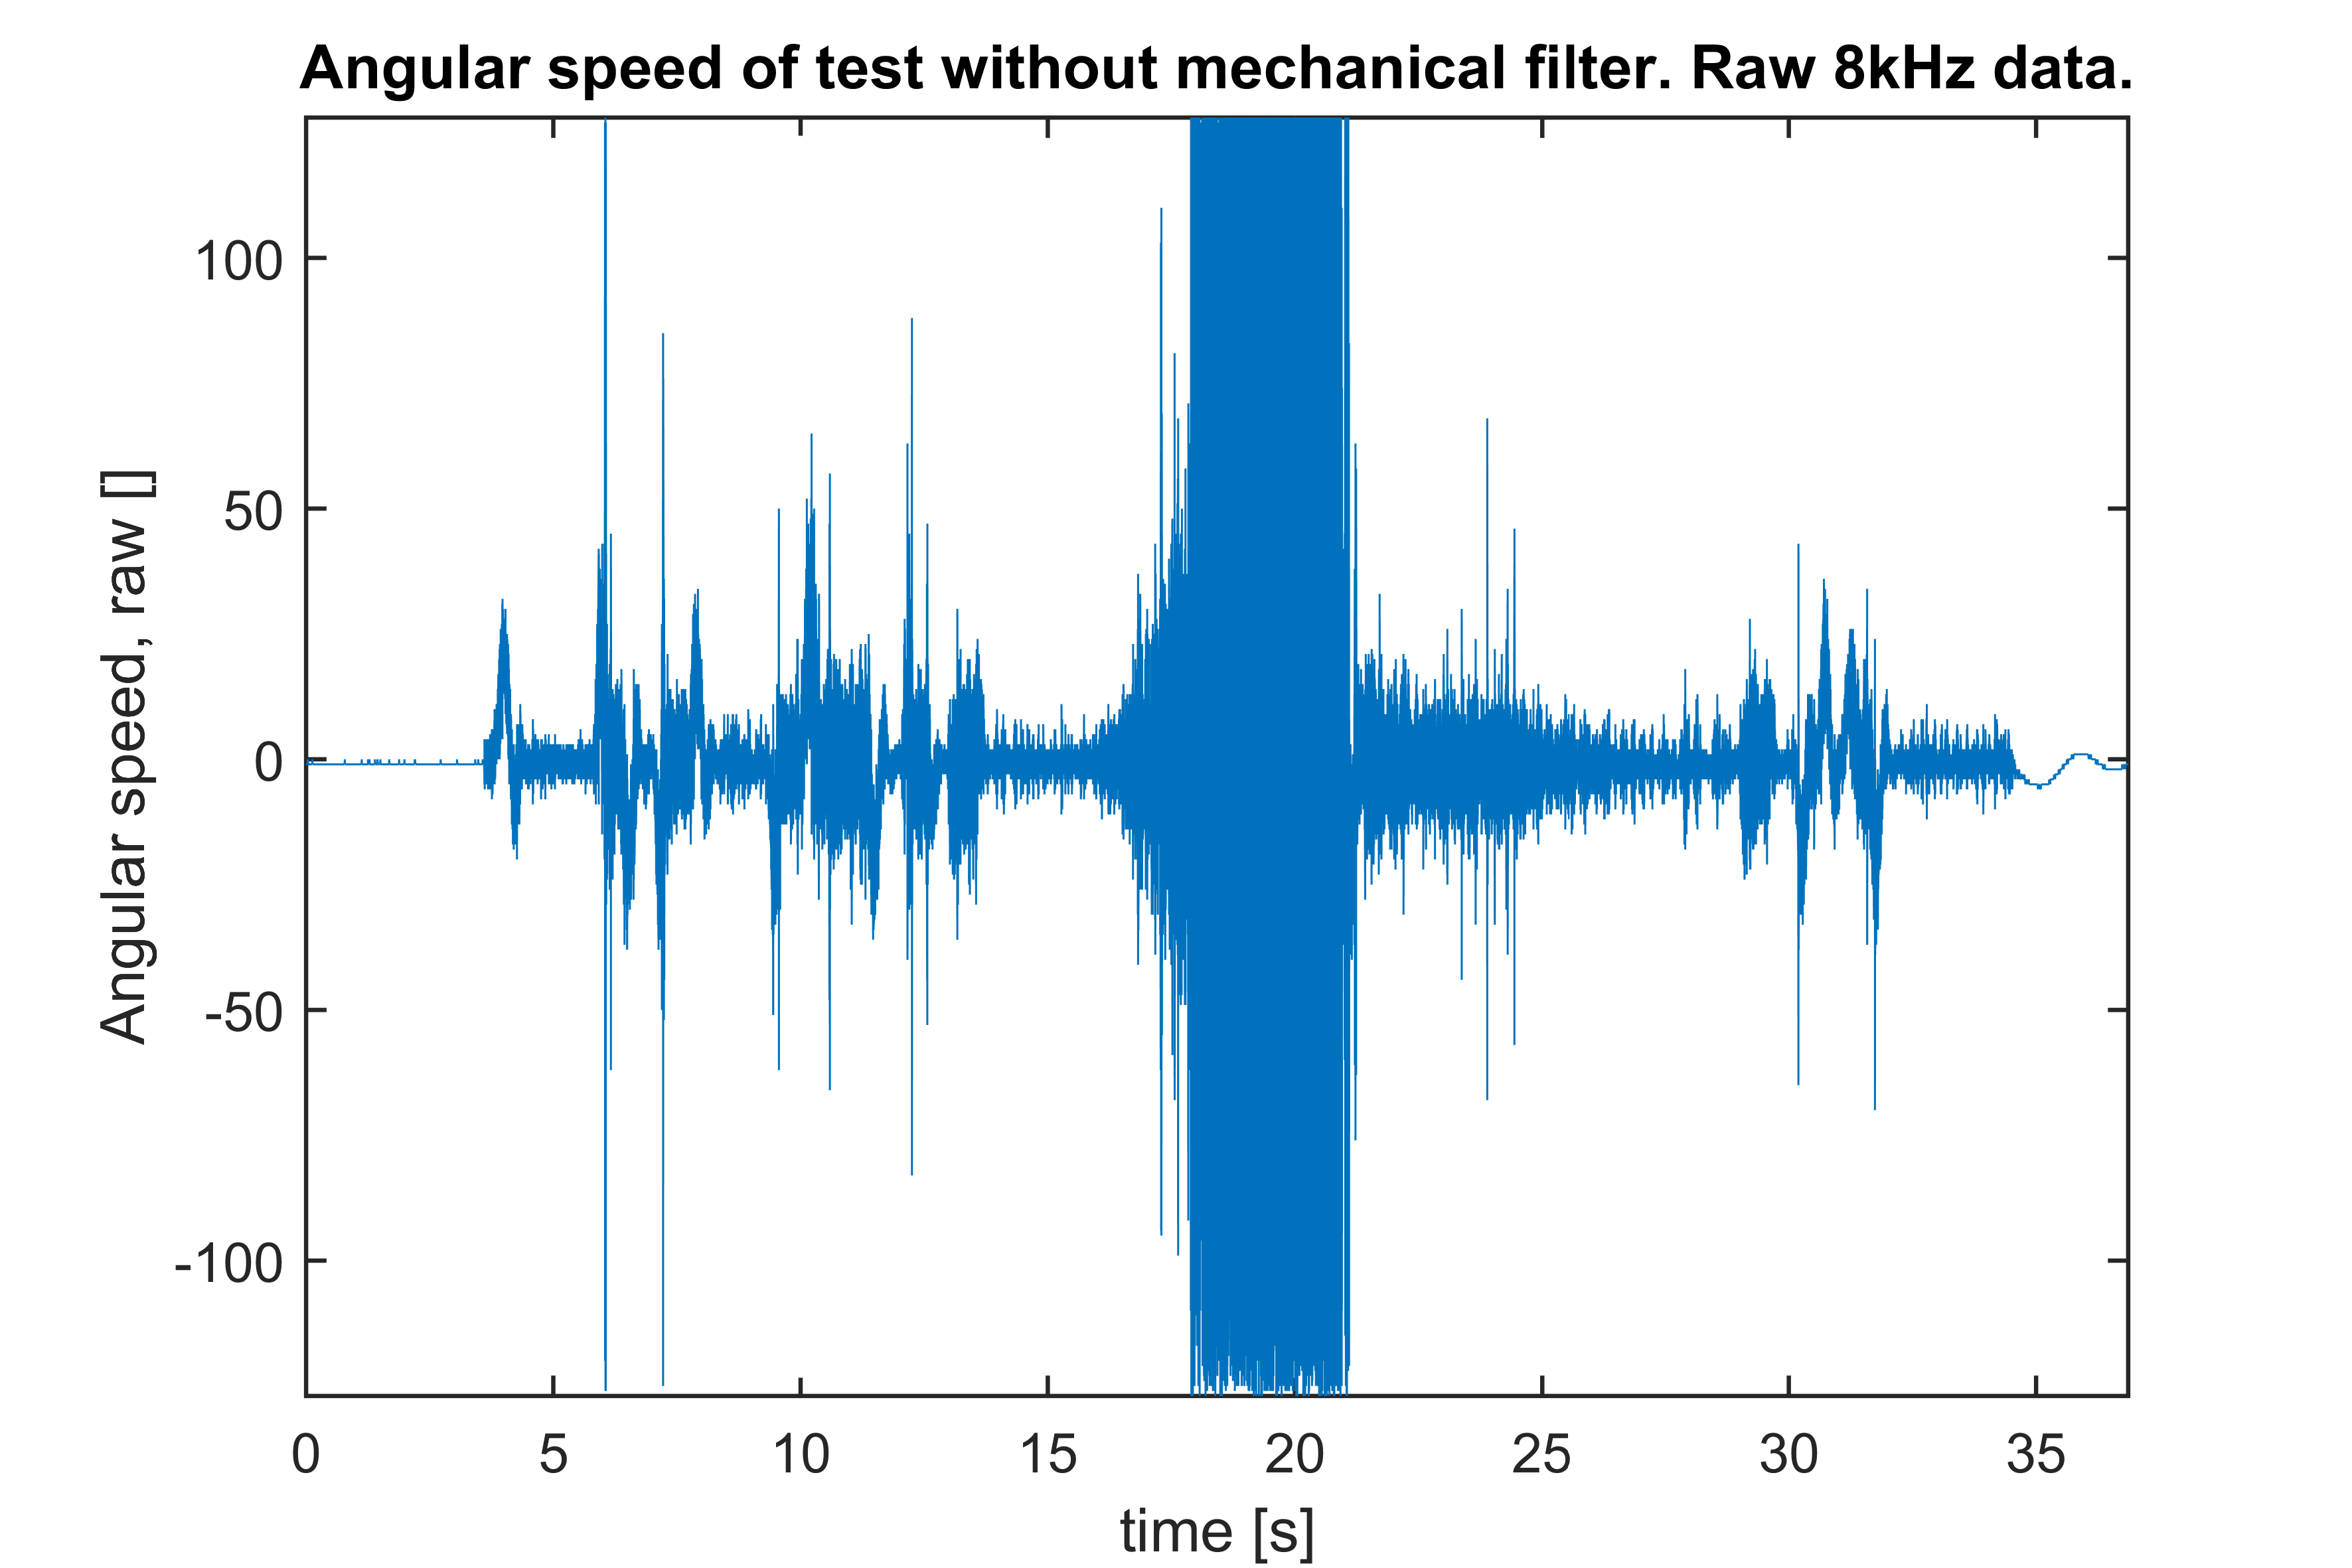 Angular speed of test without mechanical filter. Raw 8kHz data.
Angular speed, raw []
100
50
0
-50
-100
0 5 10 15 20 25 30 35
time [s]